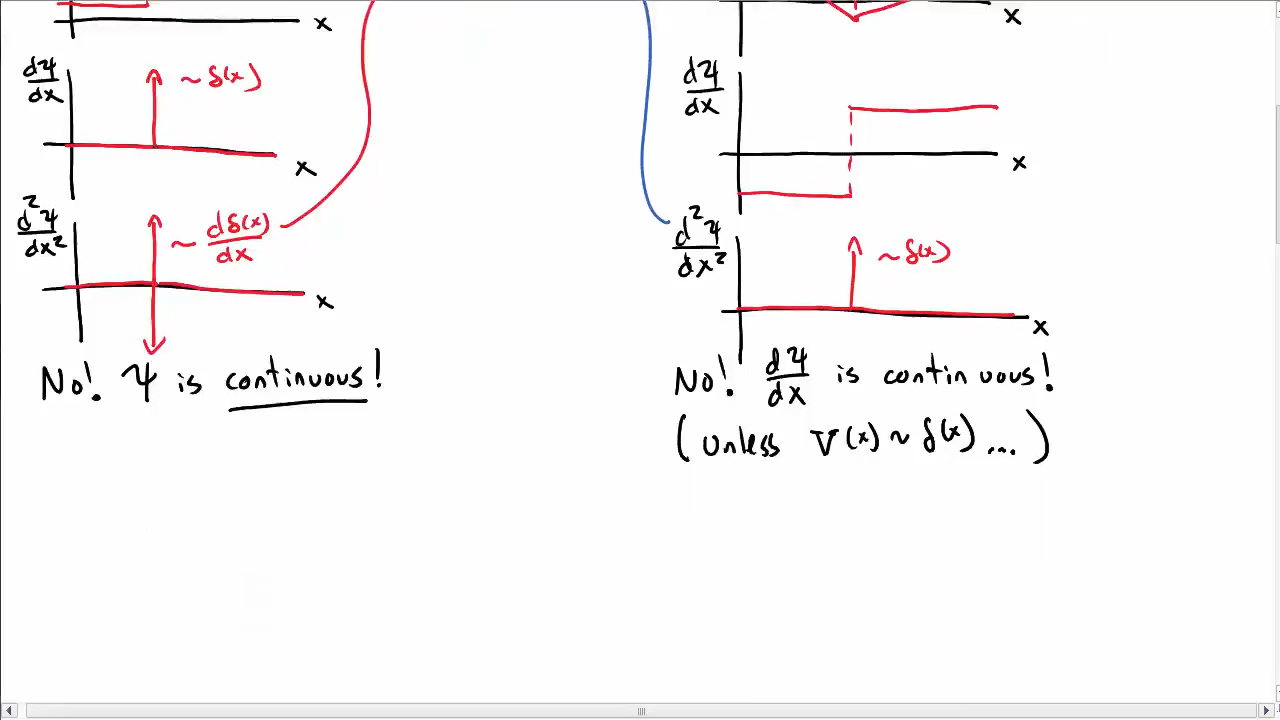 x
dΨ/dx
~ δ(x)
x
d²Ψ/dx²
~ dδ(x)/dx
x
No! Ψ is continuous!
x
dΨ/dx
x
d²Ψ/dx²
~ δ(x)
x
No! dΨ/dx is continuous!
(unless V(x) ~ δ(x) ...)